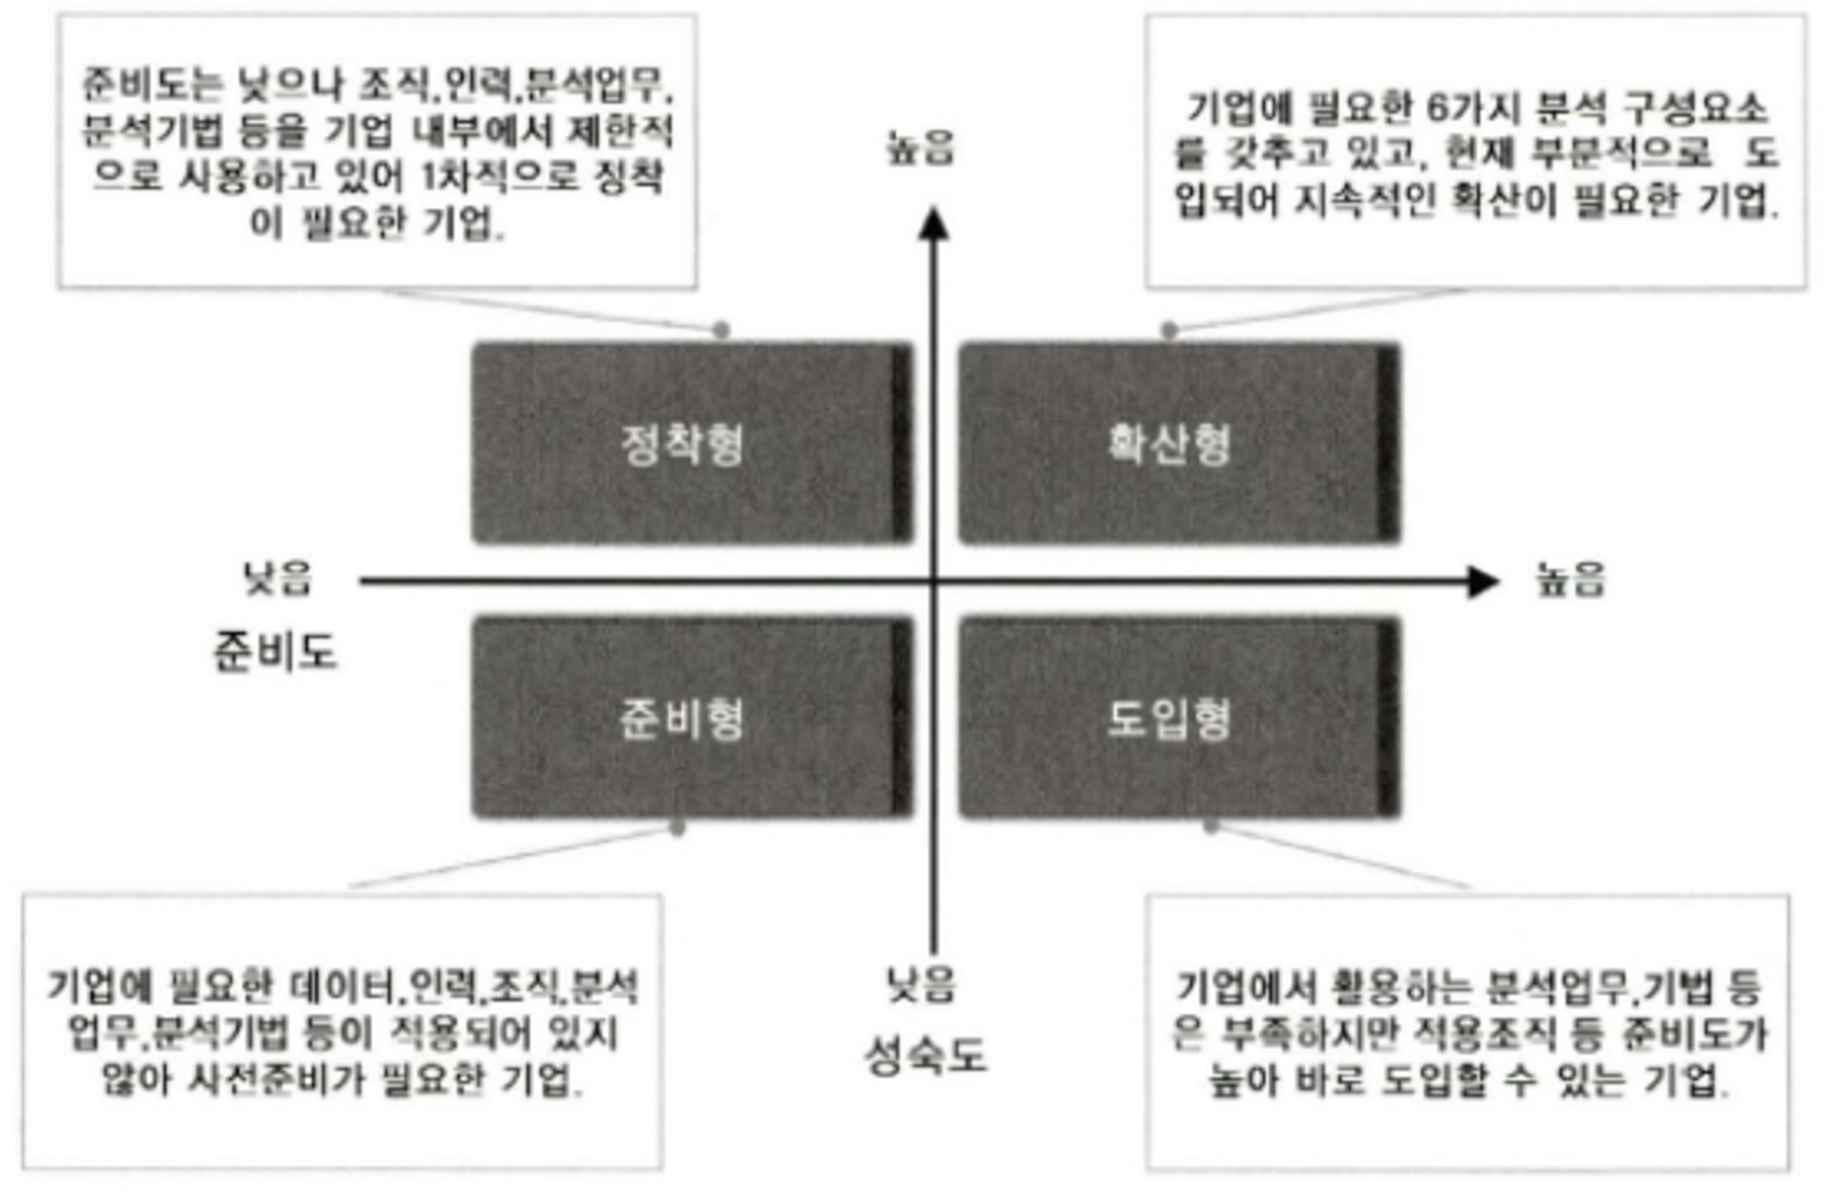 준비도는 낮으나 조직,인력,분석업무,
분석기법 등을 기업 내부에서 제한적
으로 사용하고 있어 1차적으로 정착
이 필요한 기업.
기업에 필요한 6가지 분석 구성요소
를 갖추고 있고, 현재 부분적으로 도
입되어 지속적인 확산이 필요한 기업.
높음
정착형
확산형
낮음
높음
준비도
준비형
도입형
기업에 필요한 데이터,인력,조직,분석
업무,분석기법 등이 적용되어 있지
않아 사전준비가 필요한 기업.
낮음
성숙도
기업에서 활용하는 분석업무,기법 등
은 부족하지만 적용조직 등 준비도가
높아 바로 도입할 수 있는 기업.